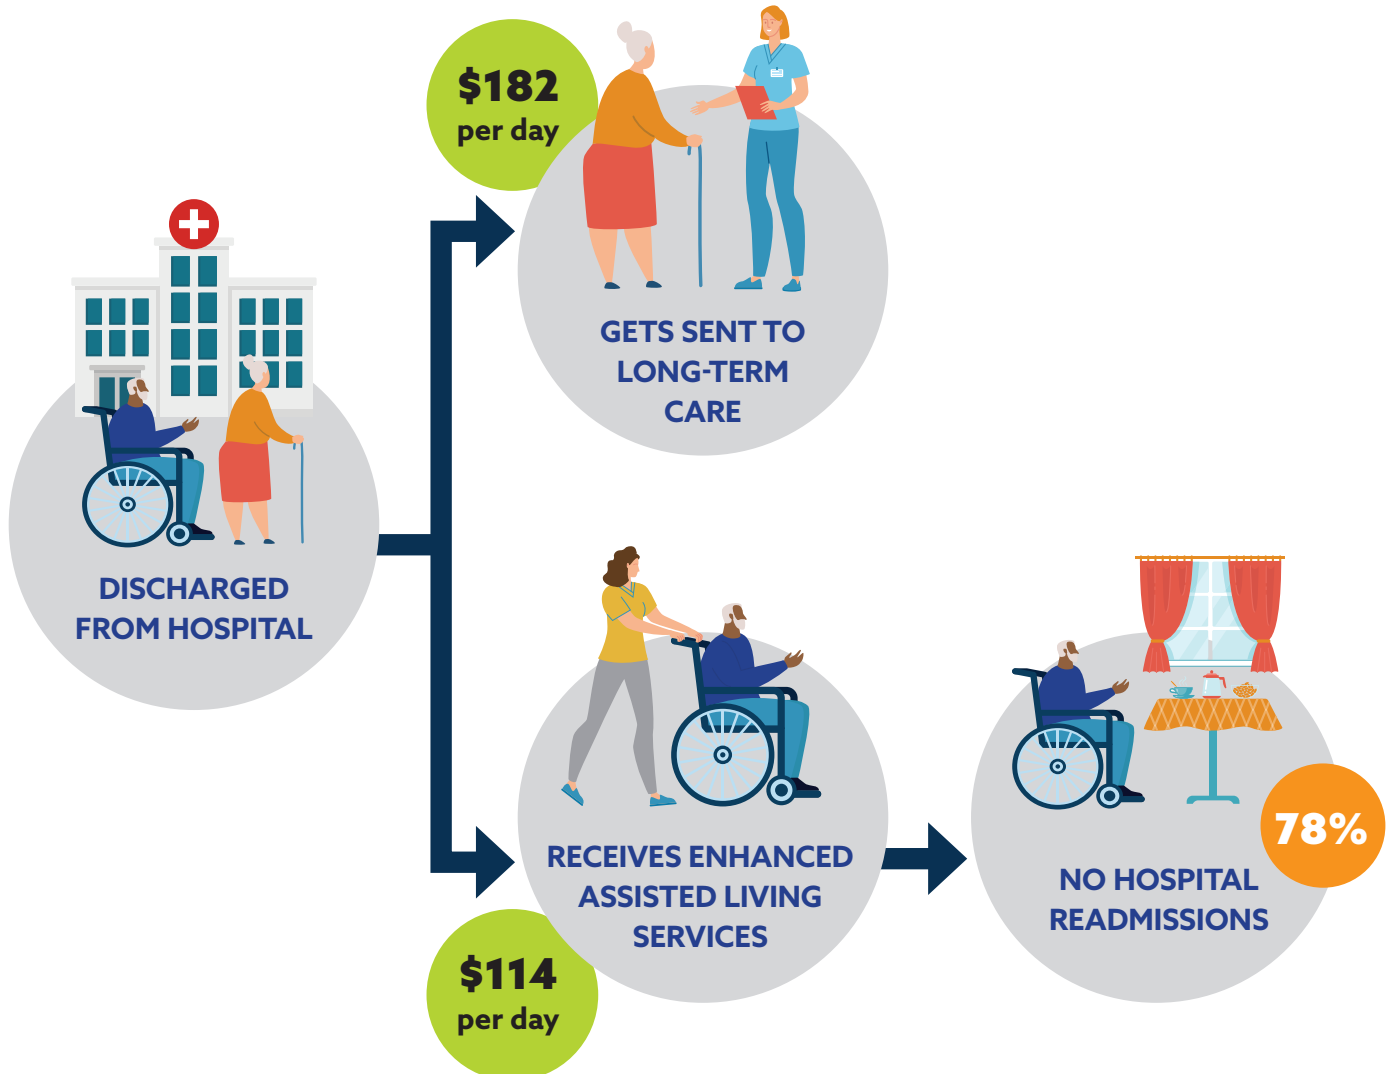 $182
per day
GETS SENT TO
LONG-TERM
CARE
DISCHARGED
FROM HOSPITAL
RECEIVES ENHANCED
ASSISTED LIVING
SERVICES
$114
per day
78%
NO HOSPITAL
READMISSIONS